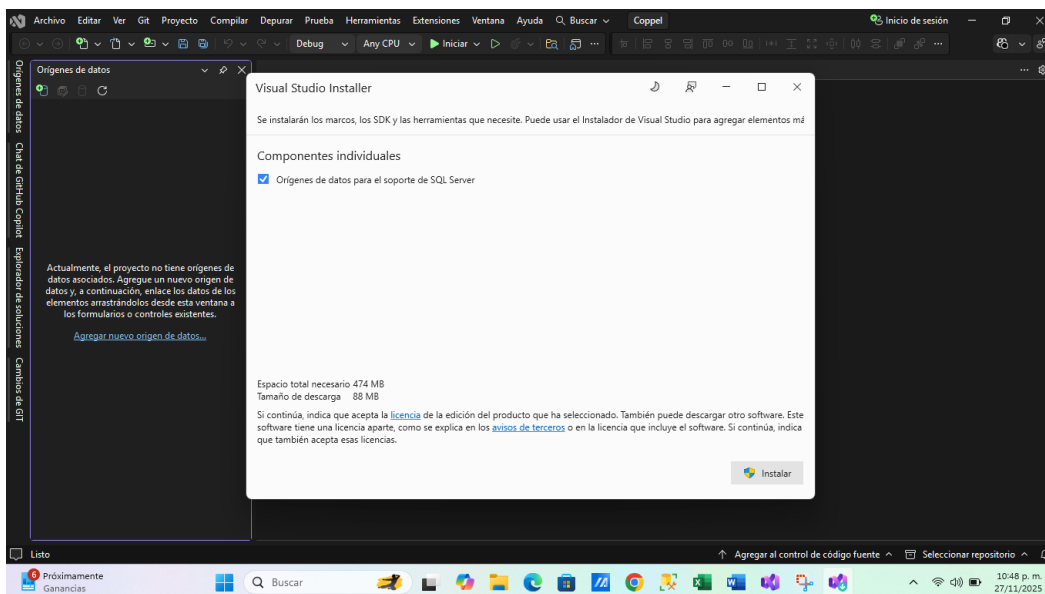 Archivo Editar Ver Git Proyecto Compilar Depurar Prueba Herramientas Extensiones Ventana Ayuda Buscar Coppel Inicio de sesión
Debug Any CPU Iniciar
Orígenes de datos
Chat de GitHub Copilot
Explorador de soluciones
Cambios de GIT
Orígenes de datos
Actualmente, el proyecto no tiene orígenes de
datos asociados. Agregue un nuevo origen de
datos y, a continuación, enlace los datos de los
elementos arrastrándolos desde esta ventana a
los formularios o controles existentes.
Agregar nuevo origen de datos...
Visual Studio Installer
Se instalarán los marcos, los SDK y las herramientas que necesite. Puede usar el Instalador de Visual Studio para agregar elementos má
Componentes individuales
Orígenes de datos para el soporte de SQL Server
Espacio total necesario 474 MB
Tamaño de descarga 88 MB
Si continúa, indica que acepta la licencia de la edición del producto que ha seleccionado. También puede descargar otro software. Este
software tiene una licencia aparte, como se explica en los avisos de terceros o en la licencia que incluye el software. Si continúa, indica
que también acepta esas licencias.
Instalar
Listo
Agregar al control de código fuente Seleccionar repositorio
6
Próximamente
Ganancias
Buscar
10:48 p. m.
27/11/2025